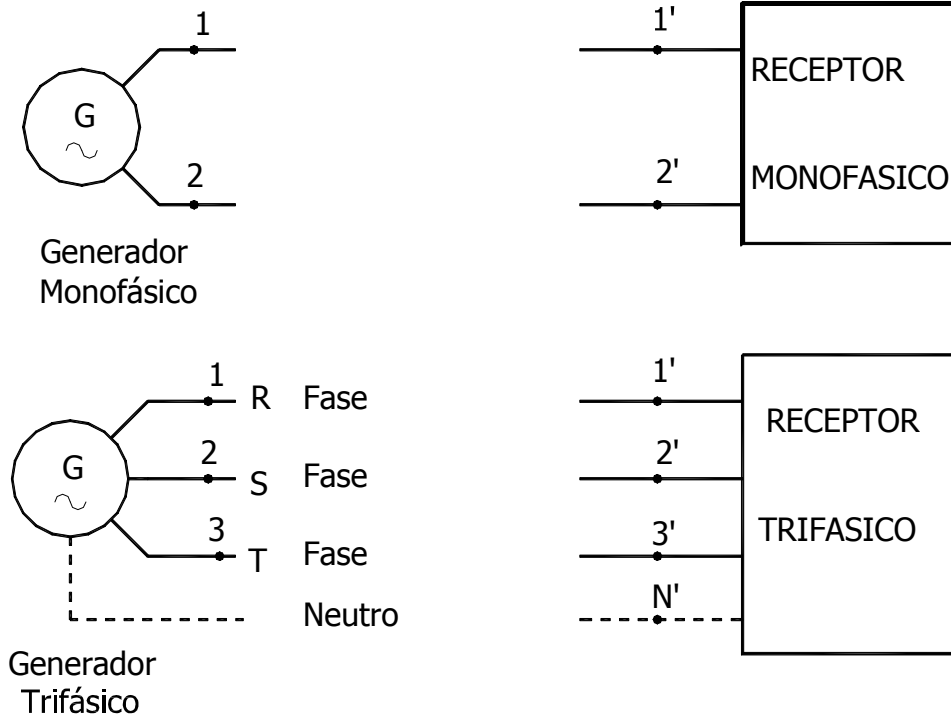 1
1'
G
RECEPTOR
2
2'
MONOFASICO
Generador
Monofásico
1
R Fase
1'
RECEPTOR
G
2
S Fase
2'
3
T Fase
3'
TRIFASICO
Neutro
N'
Generador
Trifásico